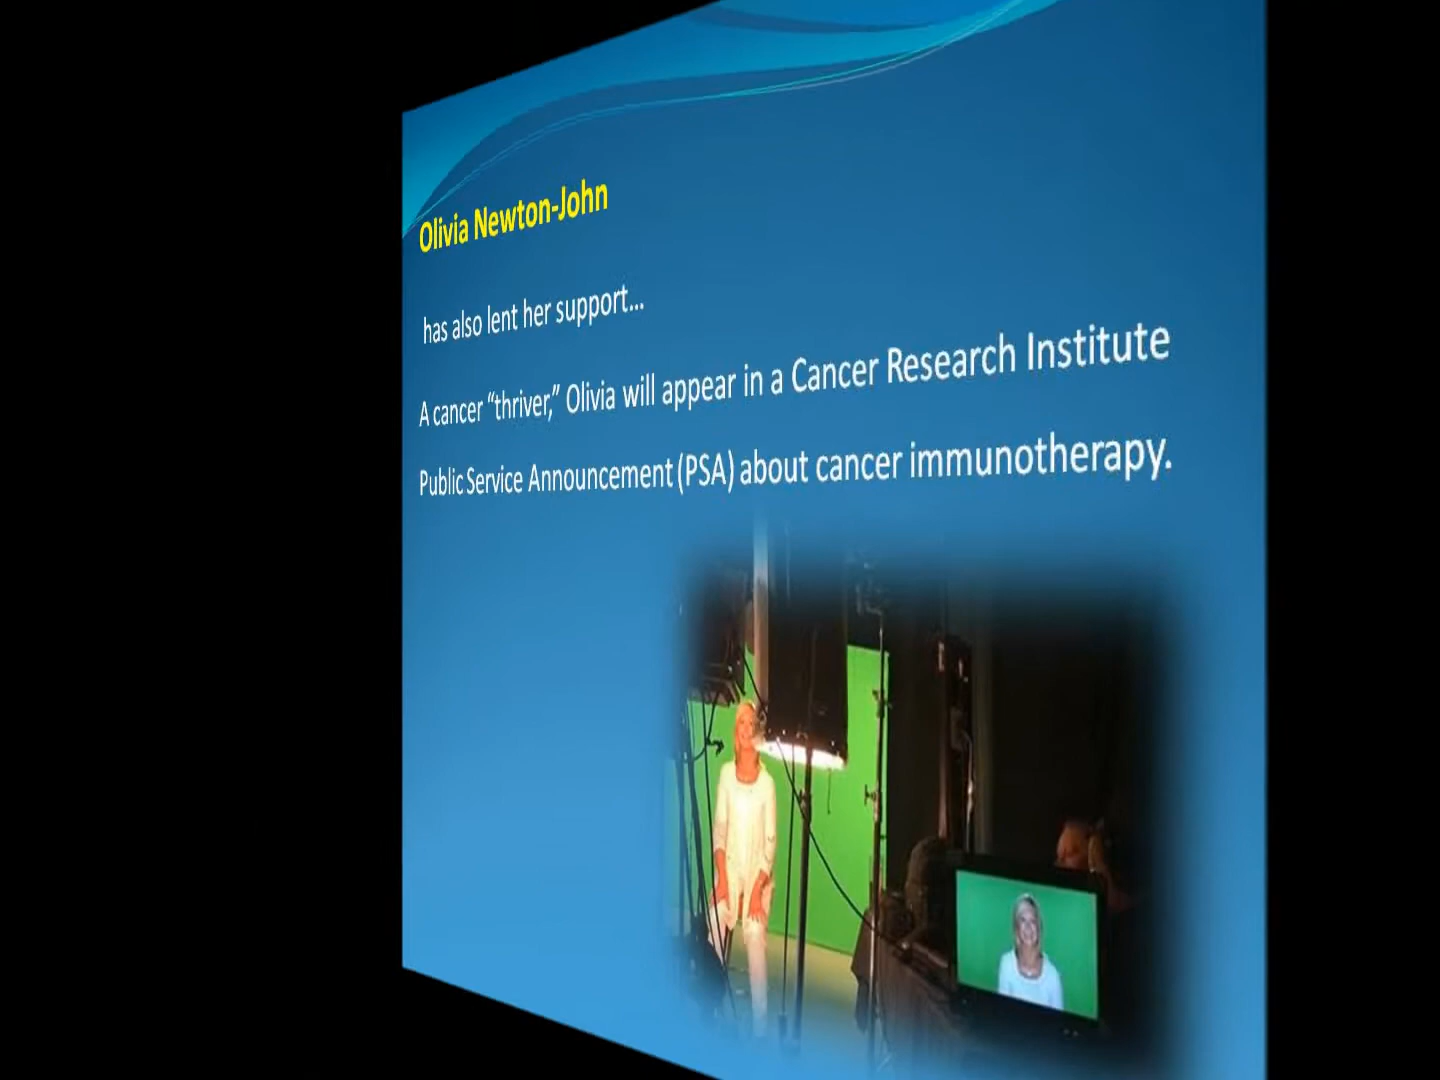 Olivia Newton-John
has also lent her support...
A cancer “thriver,” Olivia will appear in a Cancer Research Institute
Public Service Announcement (PSA) about cancer immunotherapy.